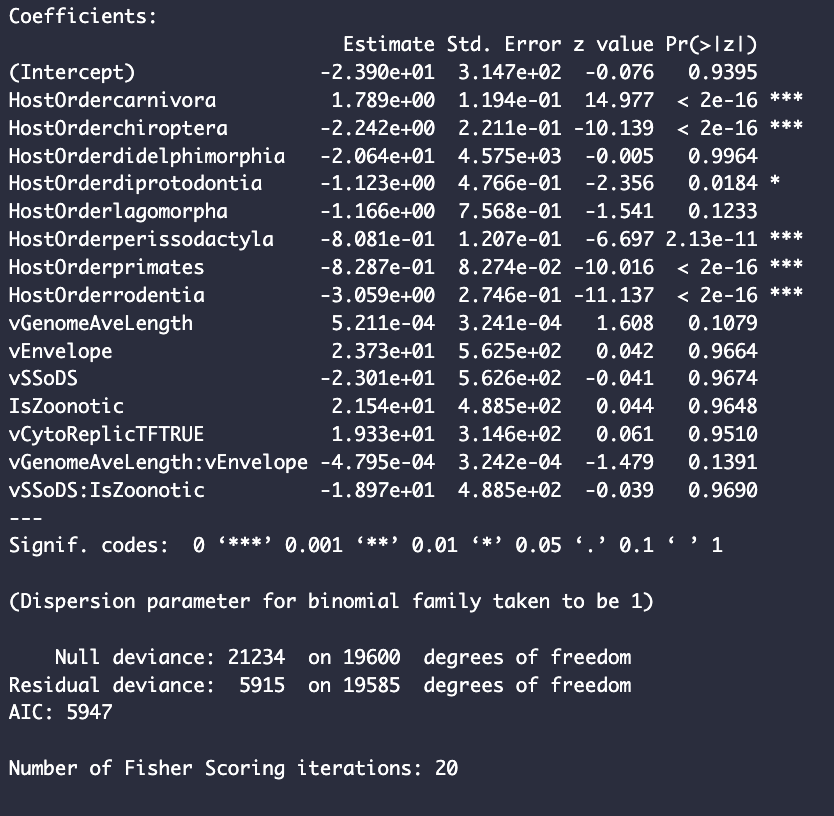 Coefficients:
                          Estimate Std. Error z value Pr(>|z|)
(Intercept)             -2.390e+01  3.147e+02  -0.076   0.9395
HostOrdercarnivora       1.789e+00  1.194e-01  14.977  < 2e-16 ***
HostOrderchiroptera     -2.242e+00  2.211e-01 -10.139  < 2e-16 ***
HostOrderdidelphimorphia -2.064e+01  4.575e+03  -0.005   0.9964
HostOrderdiprotodontia  -1.123e+00  4.766e-01  -2.356   0.0184 *
HostOrderlagomorpha     -1.166e+00  7.568e-01  -1.541   0.1233
HostOrderperissodactyla -8.081e-01  1.207e-01  -6.697 2.13e-11 ***
HostOrderprimates       -8.287e-01  8.274e-02 -10.016  < 2e-16 ***
HostOrderrodentia       -3.059e+00  2.746e-01 -11.137  < 2e-16 ***
vGenomeAveLength         5.211e-04  3.241e-04   1.608   0.1079
vEnvelope                2.373e+01  5.625e+02   0.042   0.9664
vSSoDS                  -2.301e+01  5.626e+02  -0.041   0.9674
IsZoonotic               2.154e+01  4.885e+02   0.044   0.9648
vCytoReplicTFTRUE        1.933e+01  3.146e+02   0.061   0.9510
vGenomeAveLength:vEnvelope -4.795e-04  3.242e-04  -1.479   0.1391
vSSoDS:IsZoonotic       -1.897e+01  4.885e+02  -0.039   0.9690
---
Signif. codes:  0 ‘***’ 0.001 ‘**’ 0.01 ‘*’ 0.05 ‘.’ 0.1 ‘ ’ 1
(Dispersion parameter for binomial family taken to be 1)
    Null deviance: 21234  on 19600  degrees of freedom
Residual deviance:  5915  on 19585  degrees of freedom
AIC: 5947
Number of Fisher Scoring iterations: 20